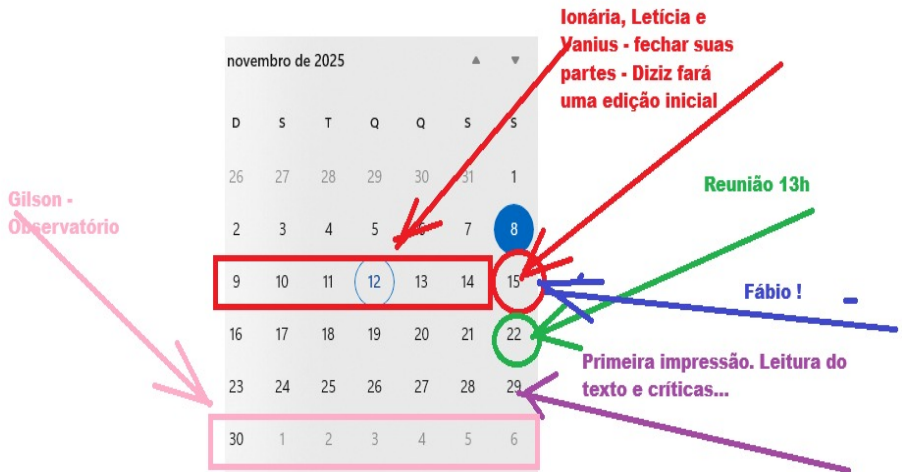 Ionária, Letícia e
Vanius - fechar suas
partes - Diziz fará
uma edição inicial
novembro de 2025
D S T Q Q S S
26 27 28 29 30 31 1
Gilson -
Observatório
Reunião 13h
2 3 4 5 6 7 8
9 10 11 12 13 14 15
Fábio !
16 17 18 19 20 21 22
Primeira impressão. Leitura do
texto e críticas...
23 24 25 26 27 28 29
30 1 2 3 4 5 6